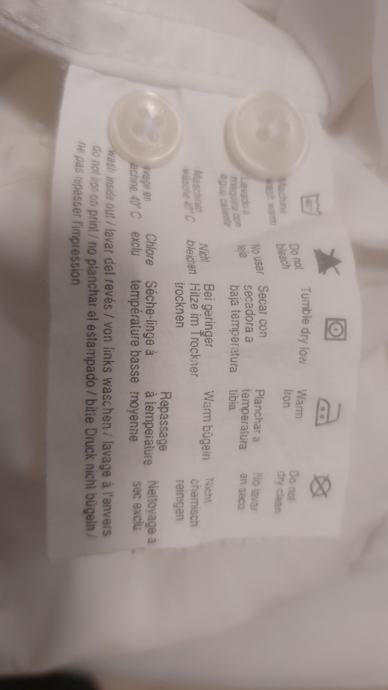 Machine
wash warm
Do not
bleach
Tumble dry low
Warm
Iron
Do not
dry clean
Lavado a
maquina con
agua caliente
No usar
lejia
Secar con
secadora a
baja temperatura
Planchar a
temperatura
tibia
No lavar
en seco
Maschinen
wäsche 40° C
Nicht
bleichen
Bei geringer
Hitze im Trockner
trocknen
Warm bügeln
Nicht
chemisch
reinigen
avage en
achine 40° C
Chlore
exclu
Sèche-linge à
température basse
Repassage
à température
moyenne
Nettoyage à
sec exclu
wash inside out / lavar del revés / von links waschen / lavage à l'envers
do not iron on print / no planchar el estampado / bitte Druck nicht bügeln /
ne pas repasser l'impression